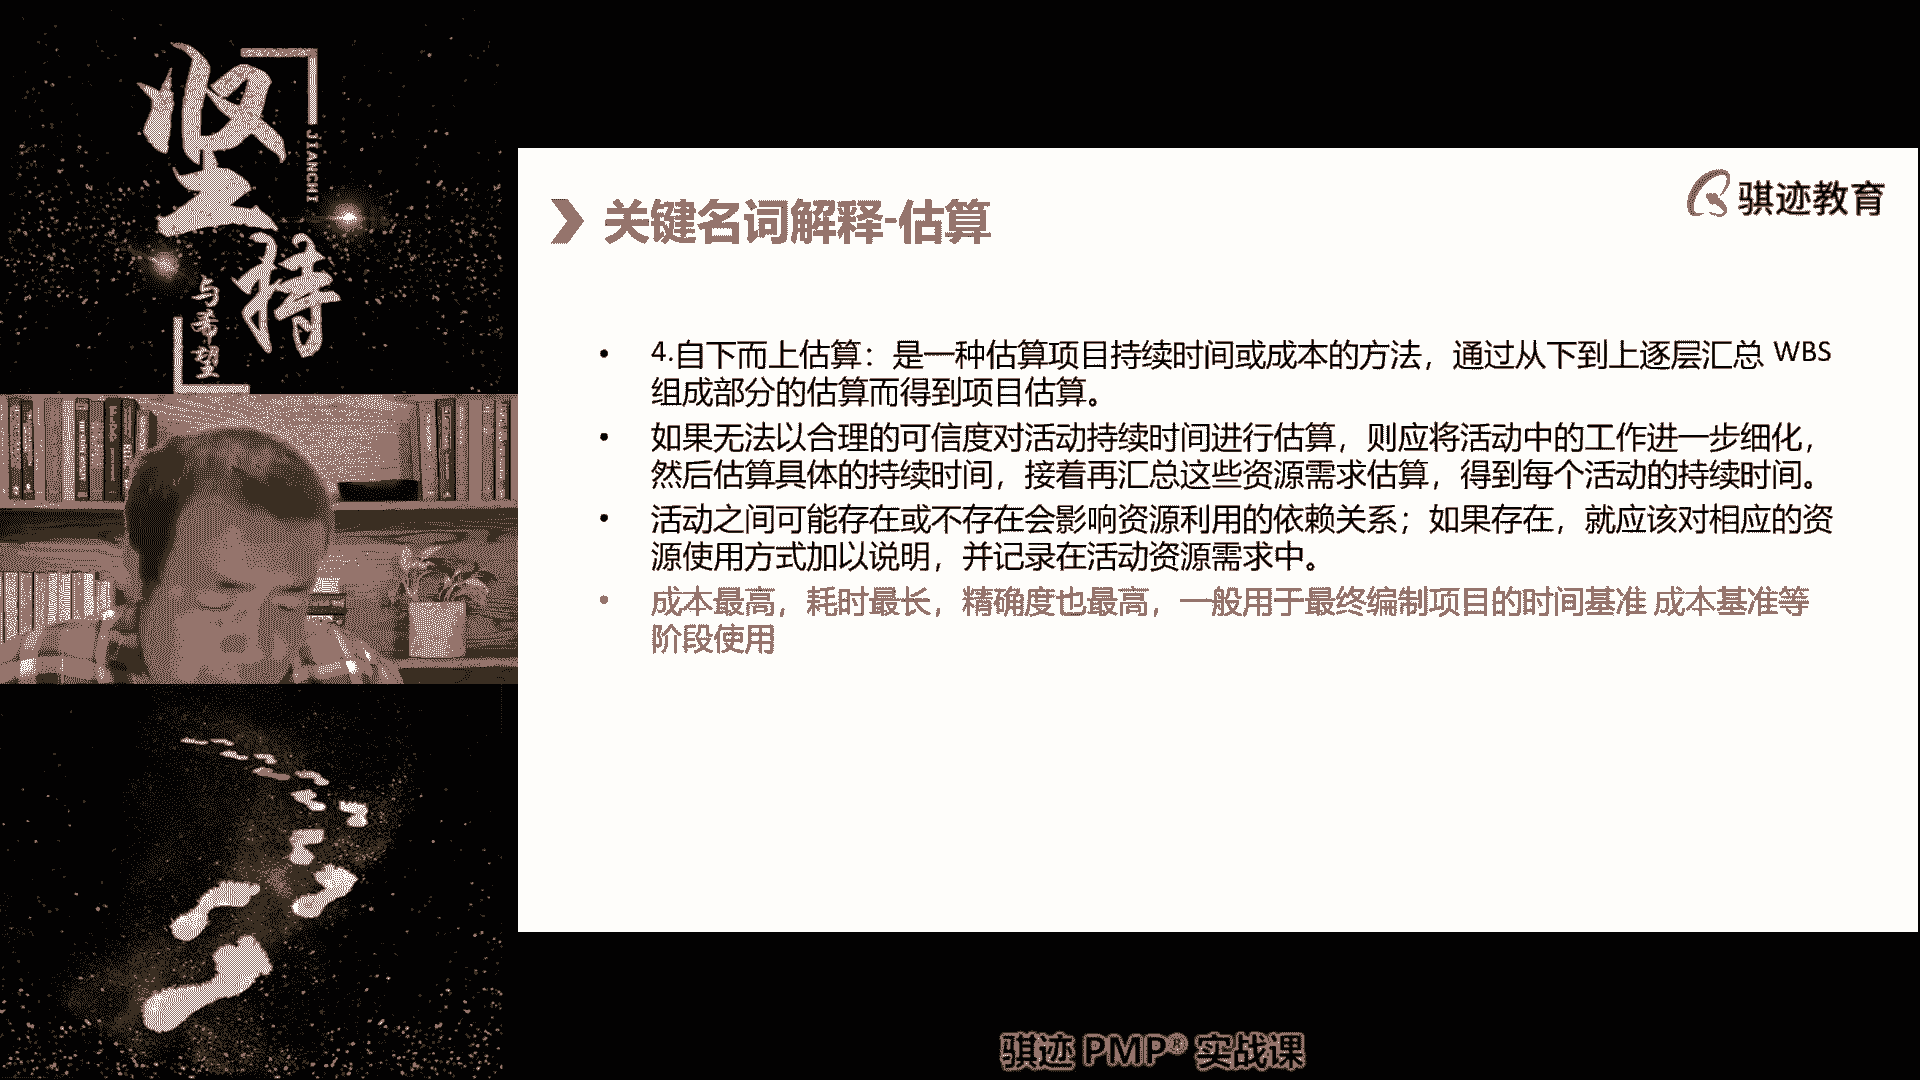 坚持
JIANCHI
与希望
骐迹教育
关键名词解释-估算
• 4.自下而上估算：是一种估算项目持续时间或成本的方法，通过从下到上逐层汇总 WBS
组成部分的估算而得到项目估算。
• 如果无法以合理的可信度对活动持续时间进行估算，则应将活动中的工作进一步细化，
然后估算具体的持续时间，接着再汇总这些资源需求估算，得到每个活动的持续时间。
• 活动之间可能存在或不存在会影响资源利用的依赖关系；如果存在，就应该对相应的资
源使用方式加以说明，并记录在活动资源需求中。
• 成本最高，耗时最长，精确度也最高，一般用于最终编制项目的时间基准 成本基准等
阶段使用
骐迹 PMP® 实战课